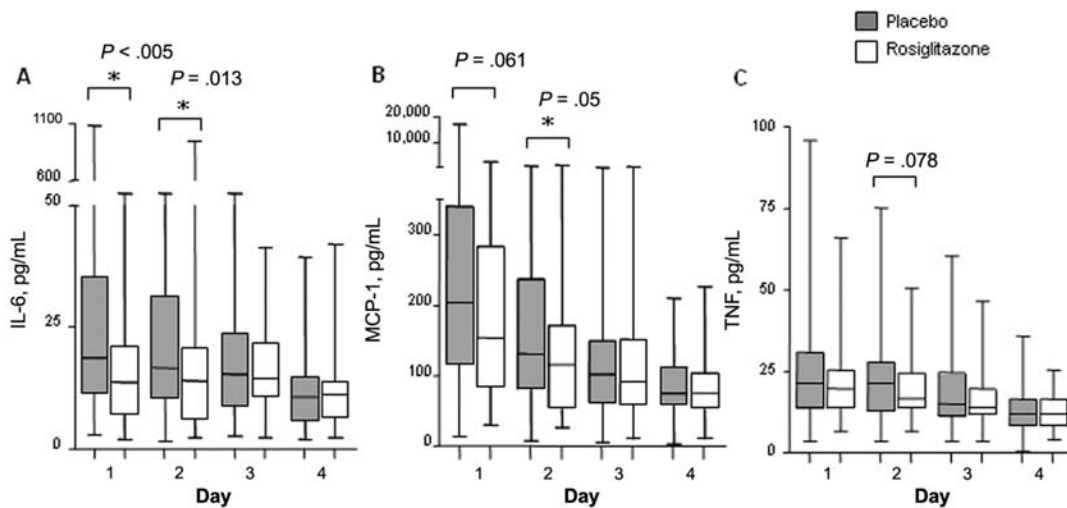 Placebo
Rosiglitazone
A
P < .005
*
P = .013
*
1100
600
50
25
0
IL-6, pg/mL
1 2 3 4
Day
B
P = .061
P = .05
*
20,000
10,000
300
200
100
0
MCP-1, pg/mL
1 2 3 4
Day
C
P = .078
100
75
50
25
0
TNF, pg/mL
1 2 3 4
Day